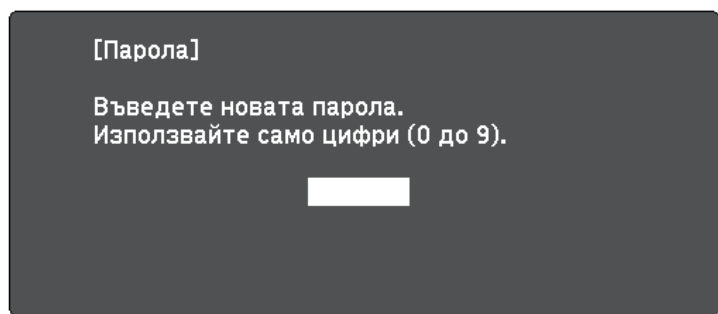 [Парола]
Въведете новата парола.
Използвайте само цифри (0 до 9).